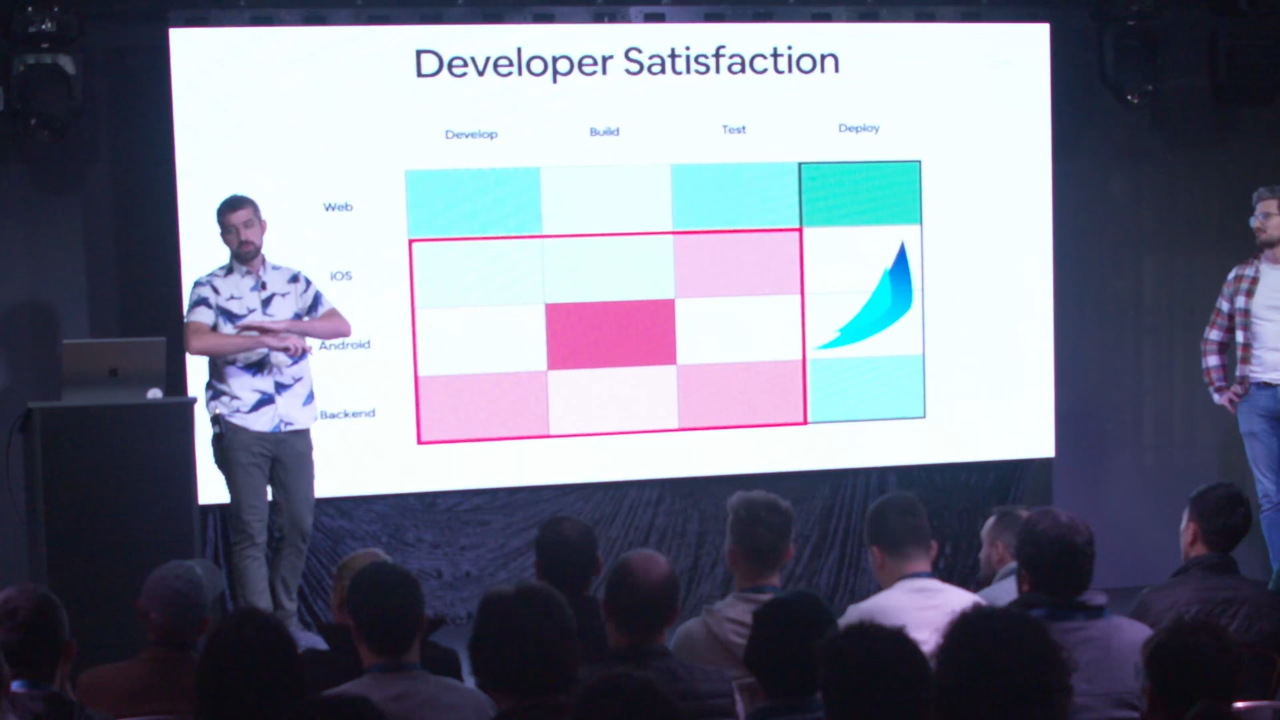 Developer Satisfaction
Develop Build Test Deploy
Web
iOS
Android
Backend